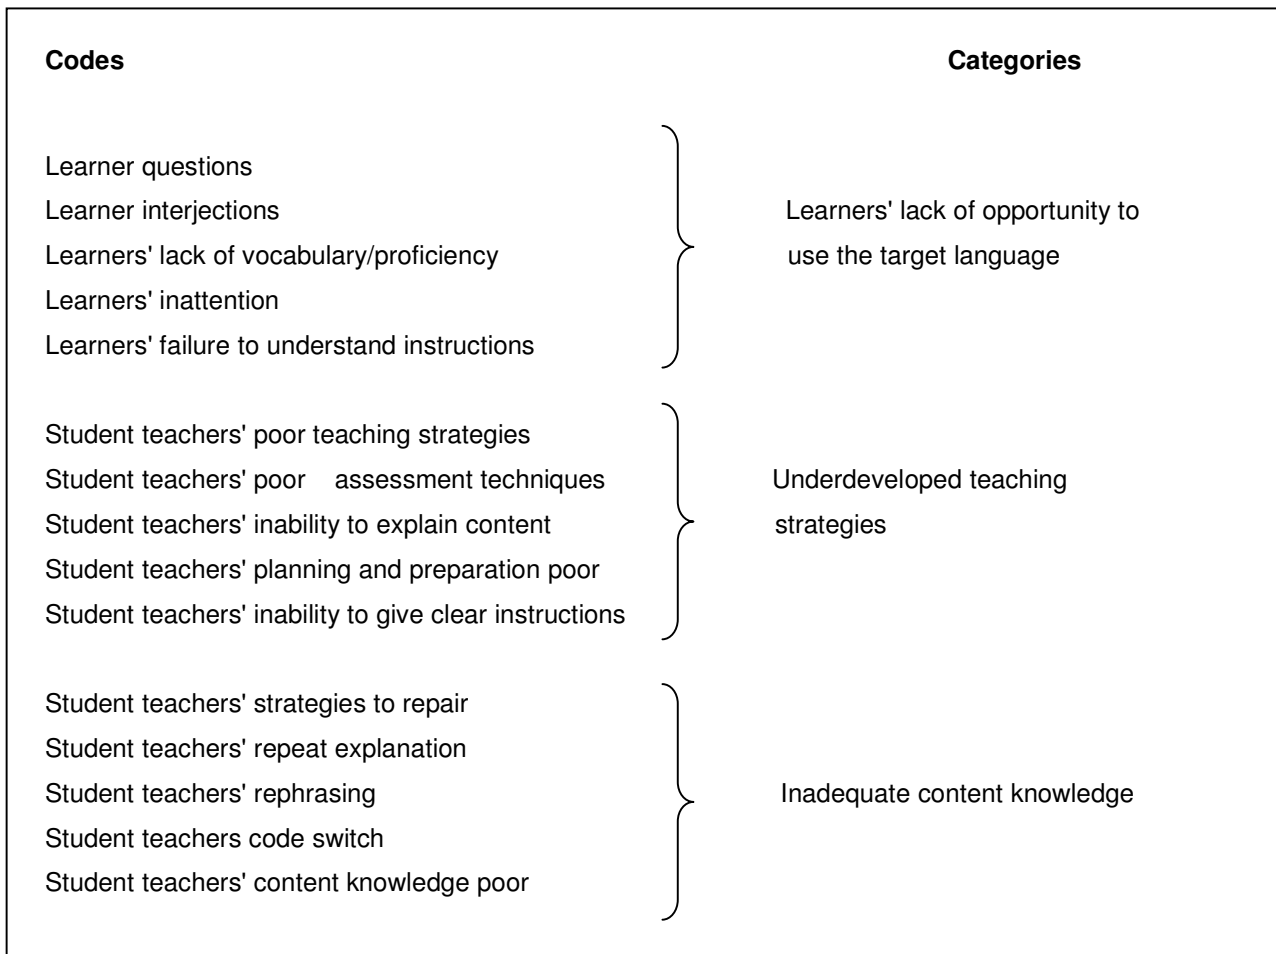 Codes Categories
Learner questions
Learner interjections Learners' lack of opportunity to
Learners' lack of vocabulary/proficiency use the target language
Learners' inattention
Learners' failure to understand instructions
Student teachers' poor teaching strategies
Student teachers' poor assessment techniques Underdeveloped teaching
Student teachers' inability to explain content strategies
Student teachers' planning and preparation poor
Student teachers' inability to give clear instructions
Student teachers' strategies to repair
Student teachers' repeat explanation
Student teachers' rephrasing Inadequate content knowledge
Student teachers code switch
Student teachers' content knowledge poor